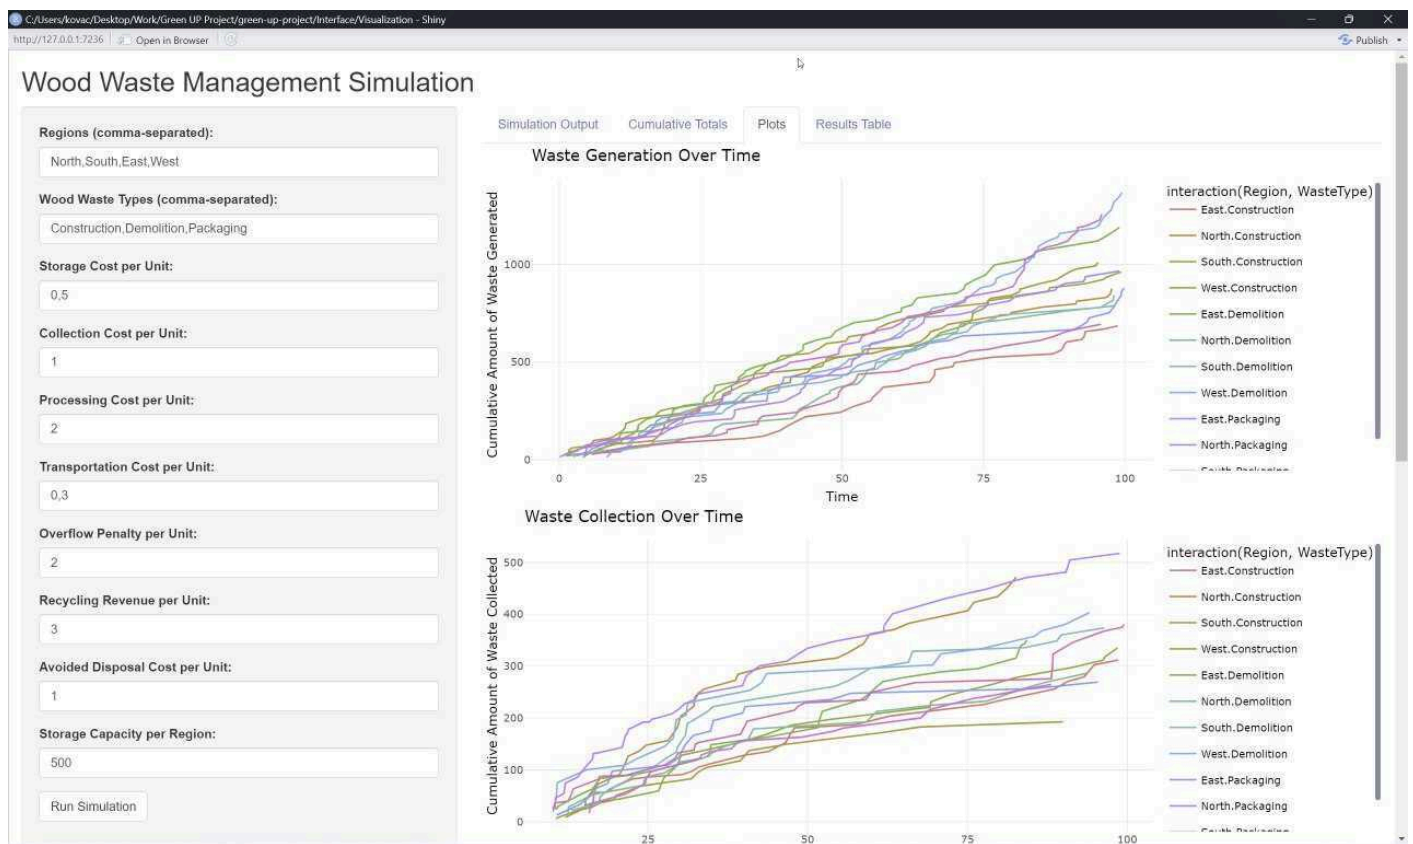 C:/Users/kovac/Desktop/Work/Green UP Project/green-up-project/Interface/Visualization - Shiny
http://127.0.0.1:7236
Open in Browser
Publish
Wood Waste Management Simulation
Regions (comma-separated):
North,South,East,West
Wood Waste Types (comma-separated):
Construction,Demolition,Packaging
Storage Cost per Unit:
0,5
Collection Cost per Unit:
1
Processing Cost per Unit:
2
Transportation Cost per Unit:
0,3
Overflow Penalty per Unit:
2
Recycling Revenue per Unit:
3
Avoided Disposal Cost per Unit:
1
Storage Capacity per Region:
500
Run Simulation
Simulation Output
Cumulative Totals
Plots
Results Table
Waste Generation Over Time
Cumulative Amount of Waste Generated
1000
500
0
0
25
50
75
100
Time
interaction(Region, WasteType)
East.Construction
North.Construction
South.Construction
West.Construction
East.Demolition
North.Demolition
South.Demolition
West.Demolition
East.Packaging
North.Packaging
South.Packaging
Waste Collection Over Time
Cumulative Amount of Waste Collected
500
400
300
200
100
0
25
50
75
100
interaction(Region, WasteType)
East.Construction
North.Construction
South.Construction
West.Construction
East.Demolition
North.Demolition
South.Demolition
West.Demolition
East.Packaging
North.Packaging
South.Packaging